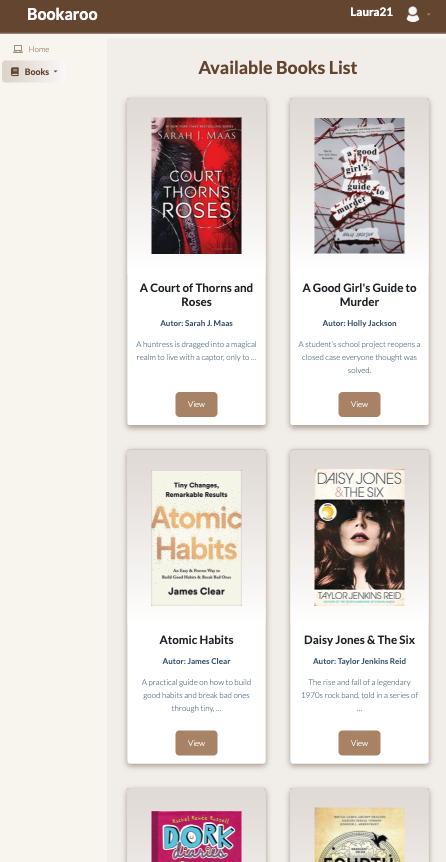 Bookaroo
Laura21
Home
Books
Available Books List
SARAH J. MAAS
A COURT OF
THORNS
AND
ROSES
A Court of Thorns and
Roses
Autor: Sarah J. Maas
A huntress is dragged into a magical
realm to live with a captor, only to ...
View
a good
girl's
guide to
murder
HOLLY JACKSON
A Good Girl's Guide to
Murder
Autor: Holly Jackson
A student's school project reopens a
closed case everyone thought was
solved.
View
Tiny Changes,
Remarkable Results
Atomic
Habits
An Easy & Proven Way to
Build Good Habits & Break Bad Ones
James Clear
Atomic Habits
Autor: James Clear
A practical guide on how to build
good habits and break bad ones
through tiny, ...
View
DAISY JONES
& THE SIX
TAYLOR JENKINS REID
Daisy Jones & The Six
Autor: Taylor Jenkins Reid
The rise and fall of a legendary
1970s rock band, told in a series of
...
View
Rachel Renée Russell
DORK
diaries
FOURTH